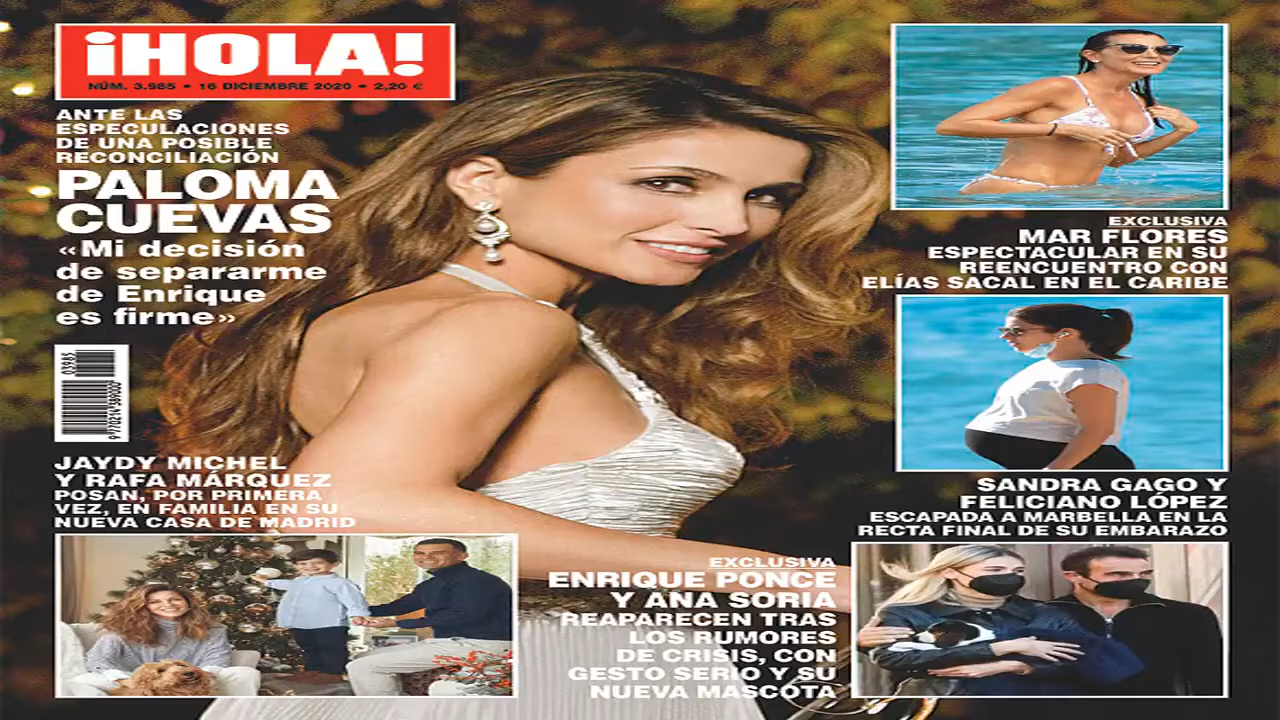 ¡HOLA!
NÚM. 3.985 • 16 DICIEMBRE 2020 • 2,20 €
ANTE LAS
ESPECULACIONES
DE UNA POSIBLE
RECONCILIACIÓN
PALOMA
CUEVAS
«Mi decisión
de separarme
de Enrique
es firme»
03985
9770214389000
JAYDY MICHEL
Y RAFA MÁRQUEZ
POSAN, POR PRIMERA
VEZ, EN FAMILIA EN SU
NUEVA CASA DE MADRID
EXCLUSIVA
MAR FLORES
ESPECTACULAR EN SU
REENCUENTRO CON
ELÍAS SACAL EN EL CARIBE
SANDRA GAGO Y
FELICIANO LÓPEZ
ESCAPADA A MARBELLA EN LA
RECTA FINAL DE SU EMBARAZO
EXCLUSIVA
ENRIQUE PONCE
Y ANA SORIA
REAPARECEN TRAS
LOS RUMORES
DE CRISIS, CON
GESTO SERIO Y SU
NUEVA MASCOTA